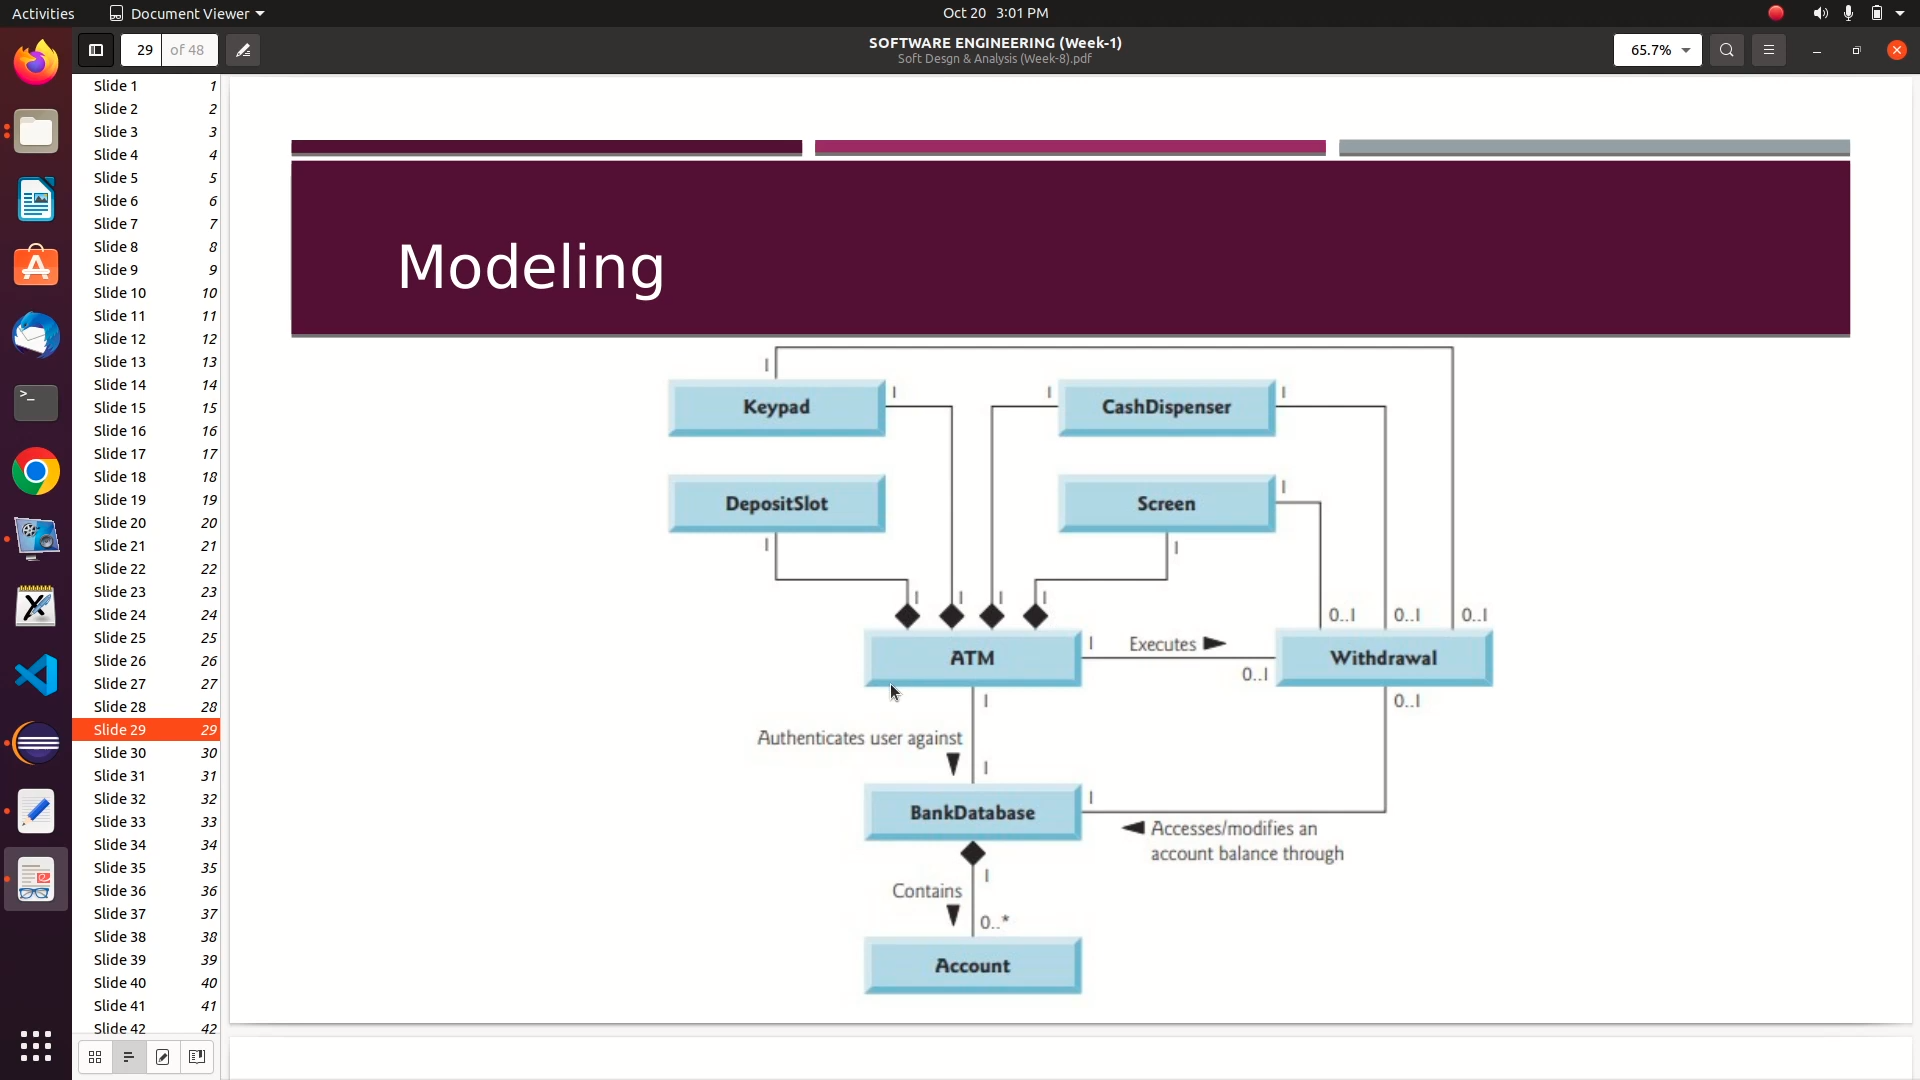 Activities
Document Viewer
Oct 20 3:01 PM
29 of 48
SOFTWARE ENGINEERING (Week-1)
Soft Desgn & Analysis (Week-8).pdf
65.7%
Slide 1 1
Slide 2 2
Slide 3 3
Slide 4 4
Slide 5 5
Slide 6 6
Slide 7 7
Slide 8 8
Slide 9 9
Slide 10 10
Slide 11 11
Slide 12 12
Slide 13 13
Slide 14 14
Slide 15 15
Slide 16 16
Slide 17 17
Slide 18 18
Slide 19 19
Slide 20 20
Slide 21 21
Slide 22 22
Slide 23 23
Slide 24 24
Slide 25 25
Slide 26 26
Slide 27 27
Slide 28 28
Slide 29 29
Slide 30 30
Slide 31 31
Slide 32 32
Slide 33 33
Slide 34 34
Slide 35 35
Slide 36 36
Slide 37 37
Slide 38 38
Slide 39 39
Slide 40 40
Slide 41 41
Slide 42 42
Modeling
1
Keypad 1
1 CashDispenser 1
DepositSlot
Screen 1
1
1
1 1 1 1
0..1 0..1 0..1
ATM
1 Executes 0..1
Withdrawal
1
0..1
Authenticates user against
1
BankDatabase 1
Accesses/modifies an
account balance through
1
Contains
0..*
Account